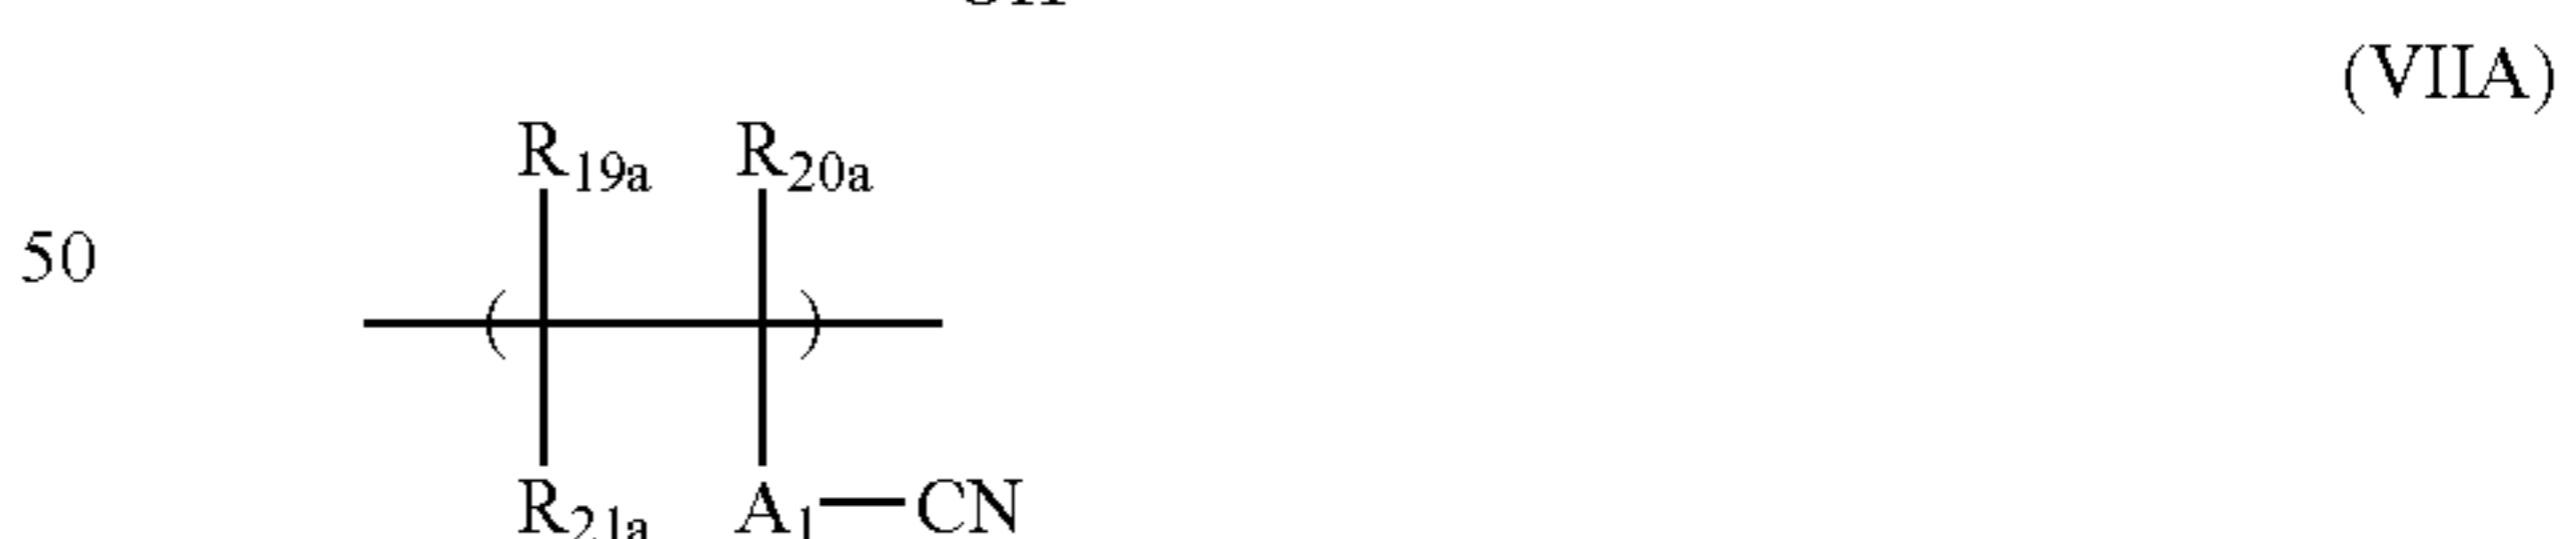 (VIIA)
R19a R20a
50
( )
R21a A1—CN